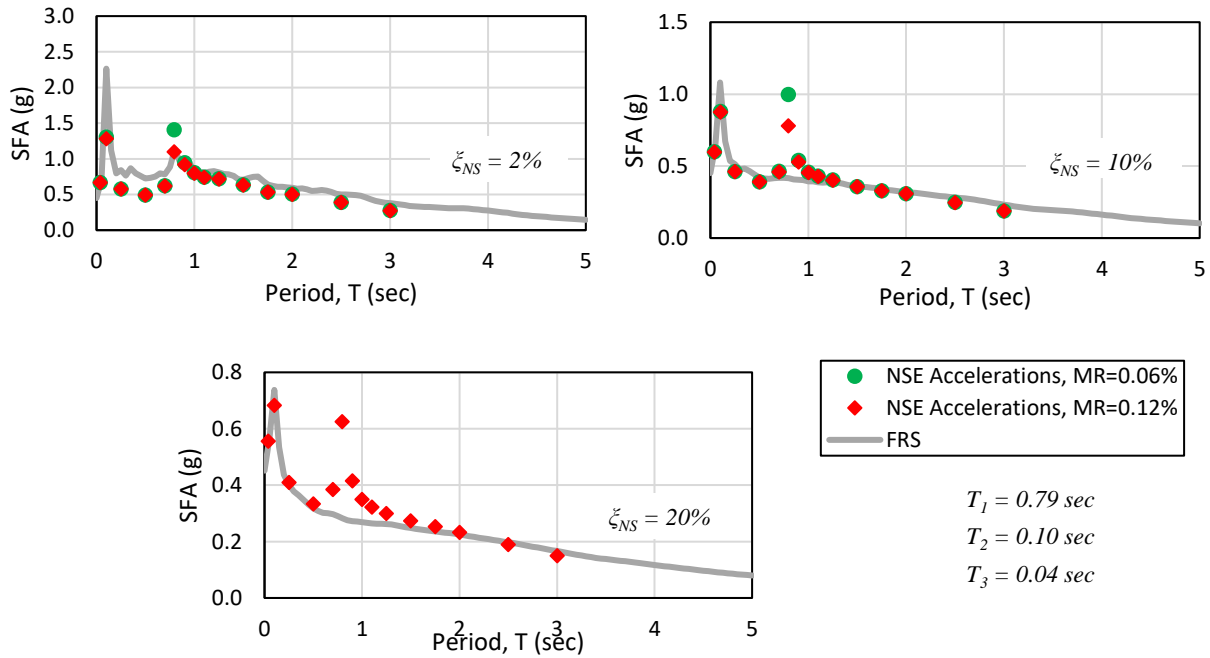 3.0
2.5
2.0
1.5
1.0
0.5
0.0
SFA (g)
ξNS = 2%
0 1 2 3 4 5
Period, T (sec)
1.5
1.0
0.5
0.0
SFA (g)
ξNS = 10%
0 1 2 3 4 5
Period, T (sec)
0.8
0.6
0.4
0.2
0.0
SFA (g)
ξNS = 20%
0 1 2 3 4 5
Period, T (sec)
NSE Accelerations, MR=0.06%
NSE Accelerations, MR=0.12%
FRS
T1 = 0.79 sec
T2 = 0.10 sec
T3 = 0.04 sec